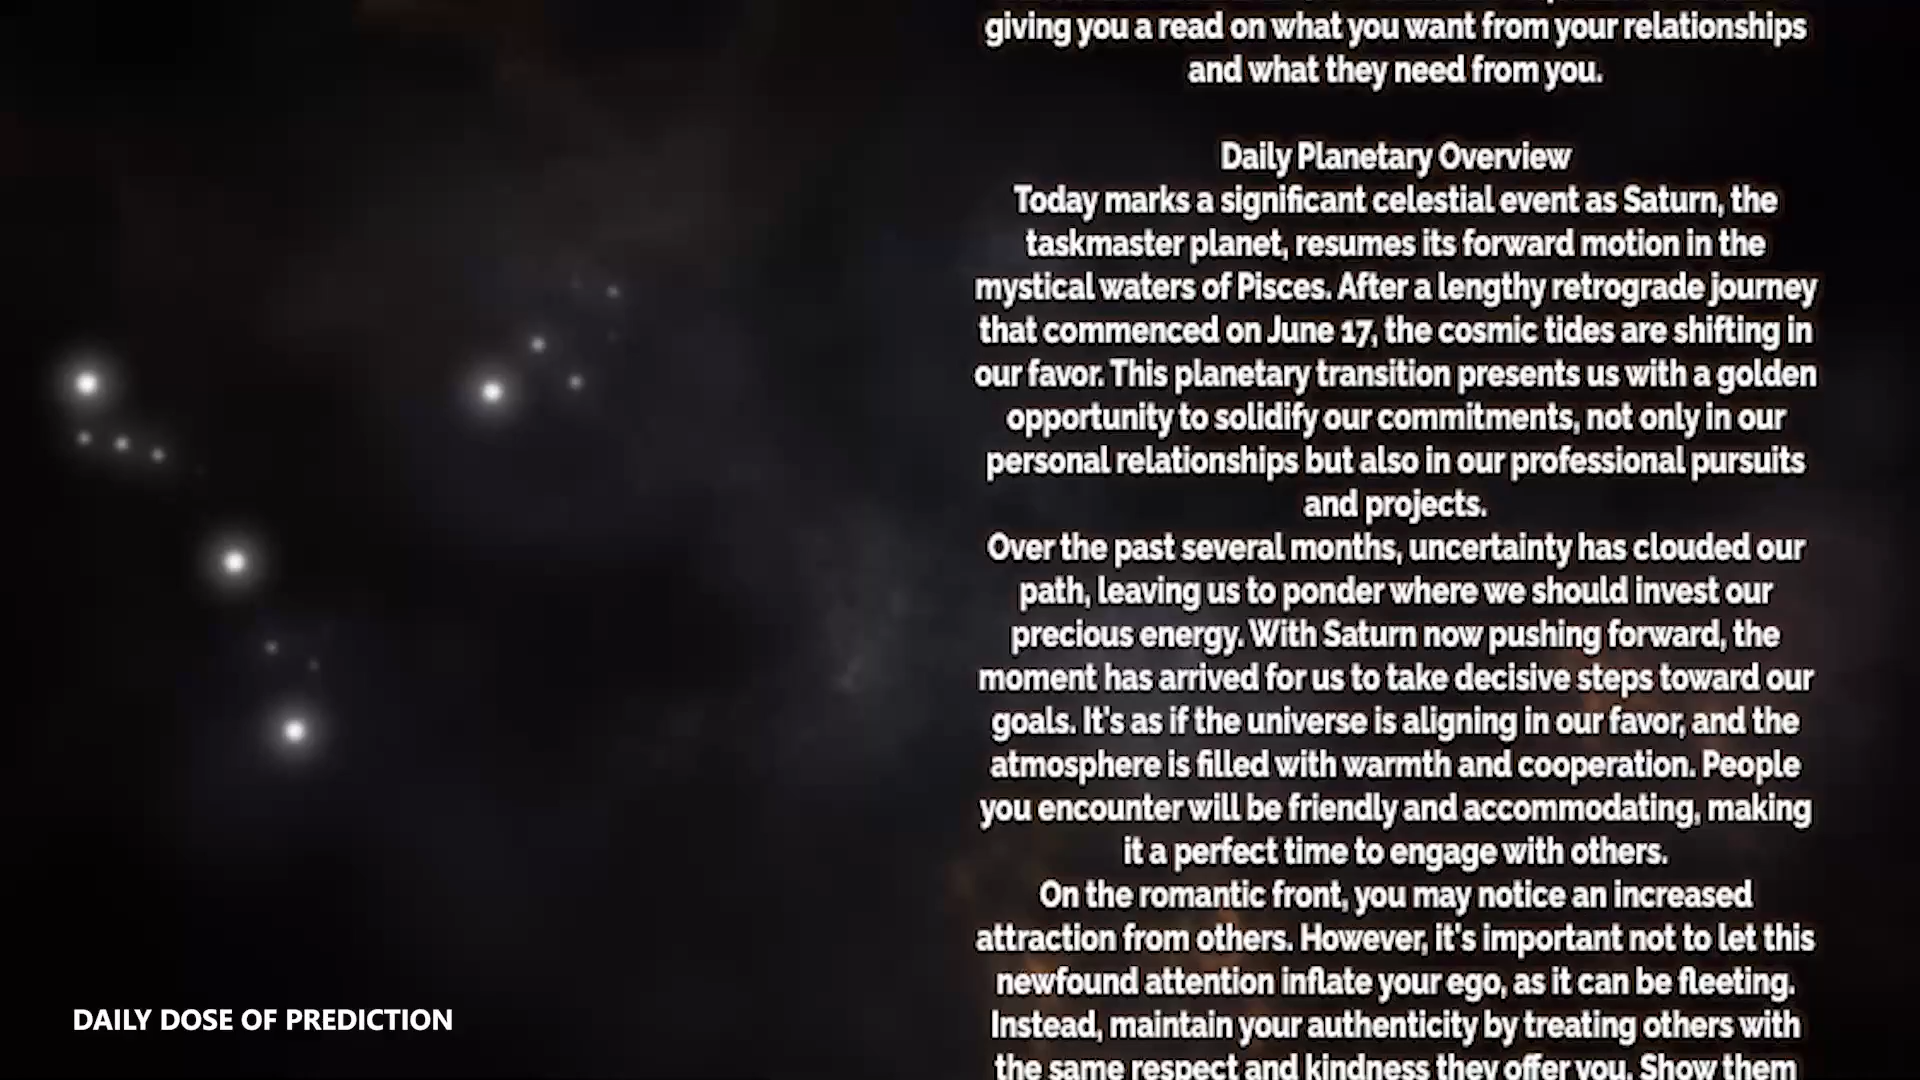 giving you a read on what you want from your relationships
and what they need from you.
Daily Planetary Overview
Today marks a significant celestial event as Saturn, the
taskmaster planet, resumes its forward motion in the
mystical waters of Pisces. After a lengthy retrograde journey
that commenced on June 17, the cosmic tides are shifting in
our favor. This planetary transition presents us with a golden
opportunity to solidify our commitments, not only in our
personal relationships but also in our professional pursuits
and projects.
Over the past several months, uncertainty has clouded our
path, leaving us to ponder where we should invest our
precious energy. With Saturn now pushing forward, the
moment has arrived for us to take decisive steps toward our
goals. It's as if the universe is aligning in our favor, and the
atmosphere is filled with warmth and cooperation. People
you encounter will be friendly and accommodating, making
it a perfect time to engage with others.
On the romantic front, you may notice an increased
attraction from others. However, it's important not to let this
newfound attention inflate your ego, as it can be fleeting.
Instead, maintain your authenticity by treating others with
the same respect and kindness they offer you. Show them
DAILY DOSE OF PREDICTION